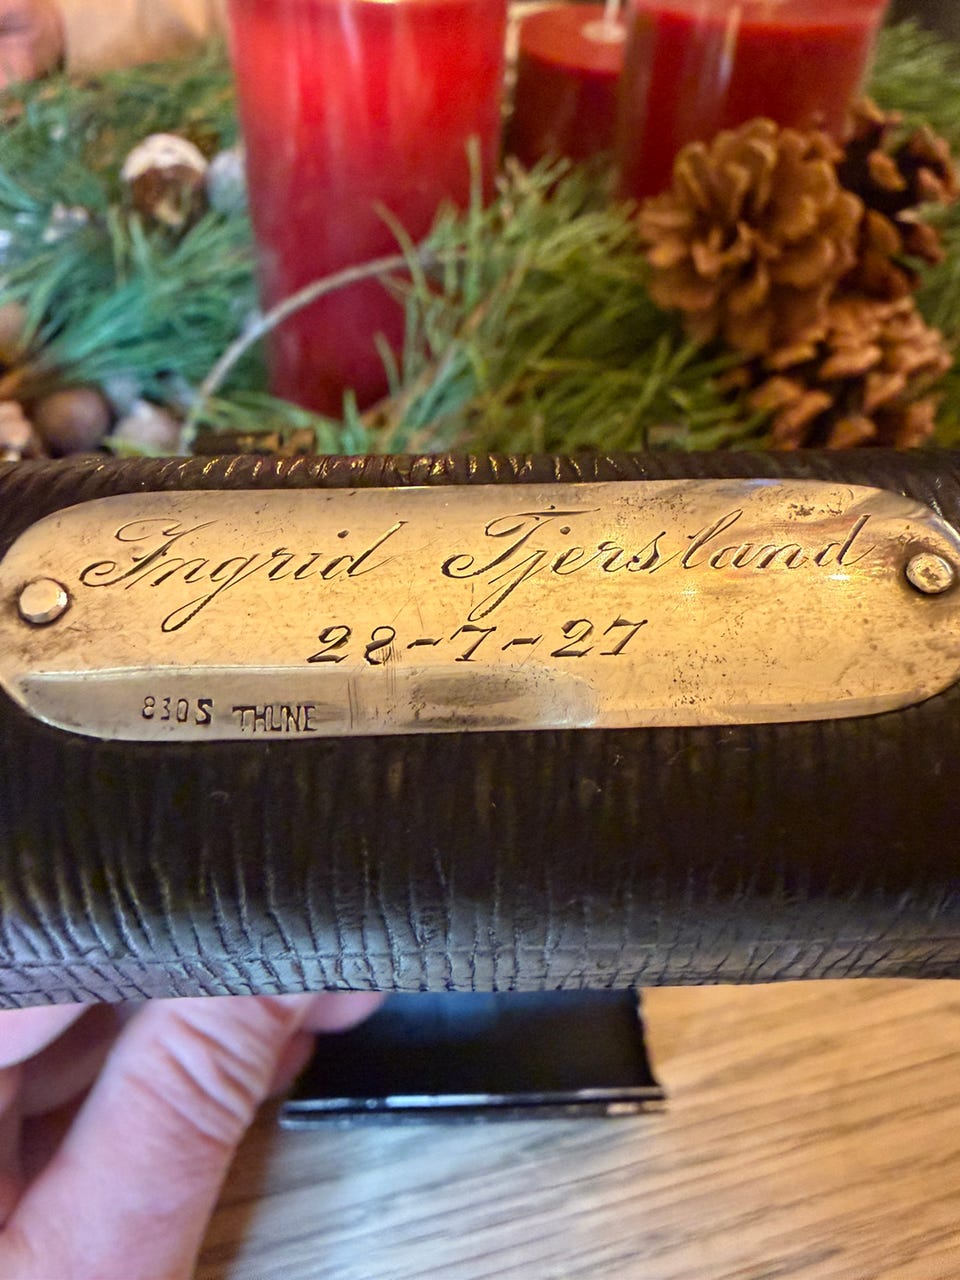 Ingrid Tjersland
28-7-27
830S THUNE